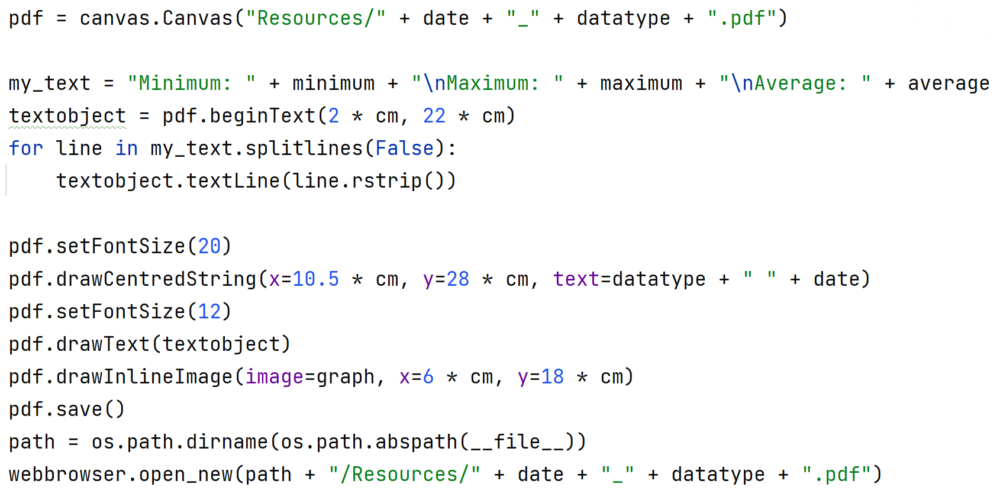 pdf = canvas.Canvas("Resources/" + date + "_" + datatype + ".pdf")
my_text = "Minimum: " + minimum + "\nMaximum: " + maximum + "\nAverage: " + average
textobject = pdf.beginText(2 * cm, 22 * cm)
for line in my_text.splitlines(False):
    textobject.textLine(line.rstrip())
pdf.setFontSize(20)
pdf.drawCentredString(x=10.5 * cm, y=28 * cm, text=datatype + " " + date)
pdf.setFontSize(12)
pdf.drawText(textobject)
pdf.drawInlineImage(image=graph, x=6 * cm, y=18 * cm)
pdf.save()
path = os.path.dirname(os.path.abspath(__file__))
webbrowser.open_new(path + "/Resources/" + date + "_" + datatype + ".pdf")